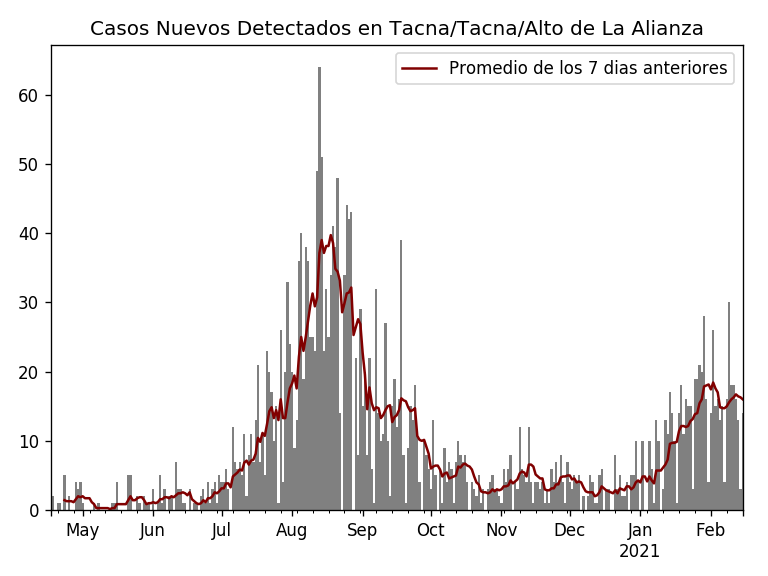 Casos Nuevos Detectados en Tacna/Tacna/Alto de La Alianza
Promedio de los 7 dias anteriores
60
50
40
30
20
10
0
May Jun Jul Aug Sep Oct Nov Dec Jan Feb
2021